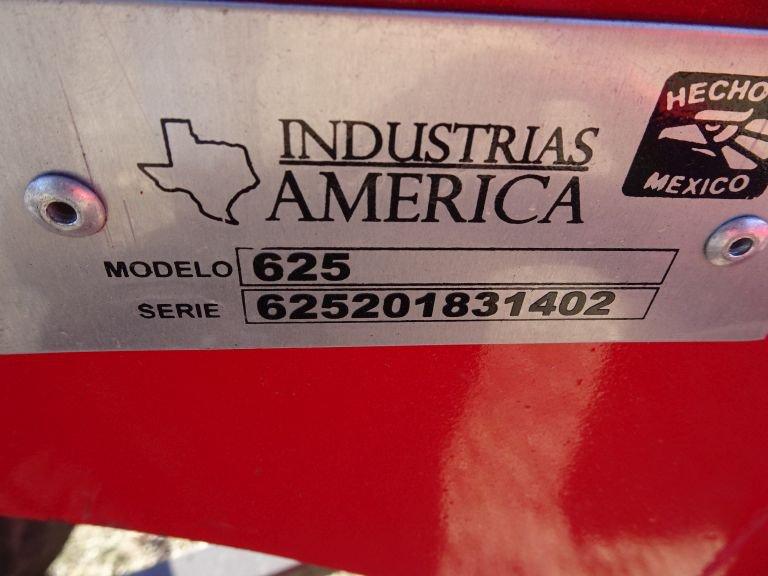 HECHO
MEXICO
INDUSTRIAS
AMERICA
MODELO 625
SERIE 625201831402